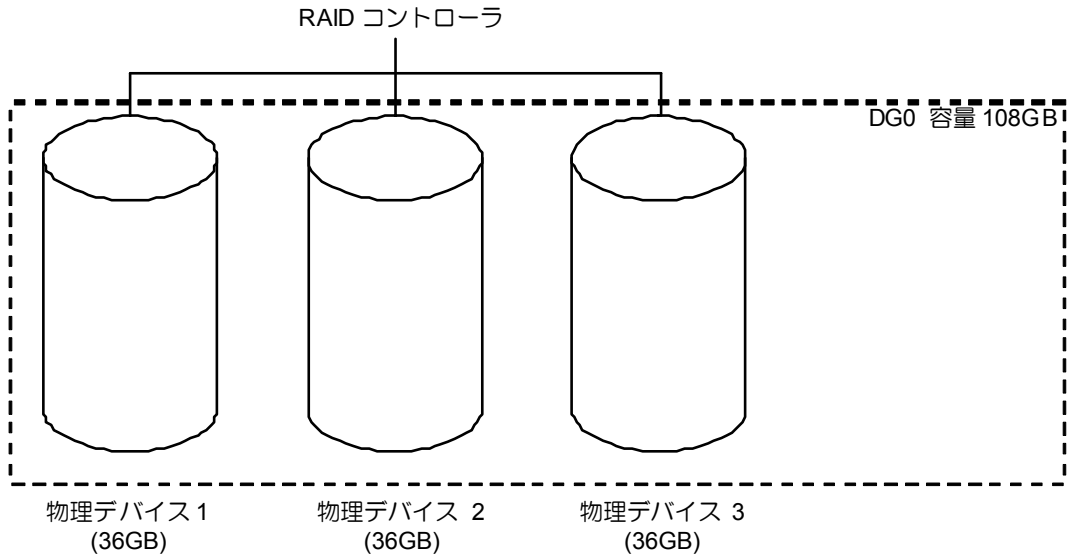 RAID コントローラ
DG0 容量 108GB
物理デバイス 1
(36GB)
物理デバイス 2
(36GB)
物理デバイス 3
(36GB)